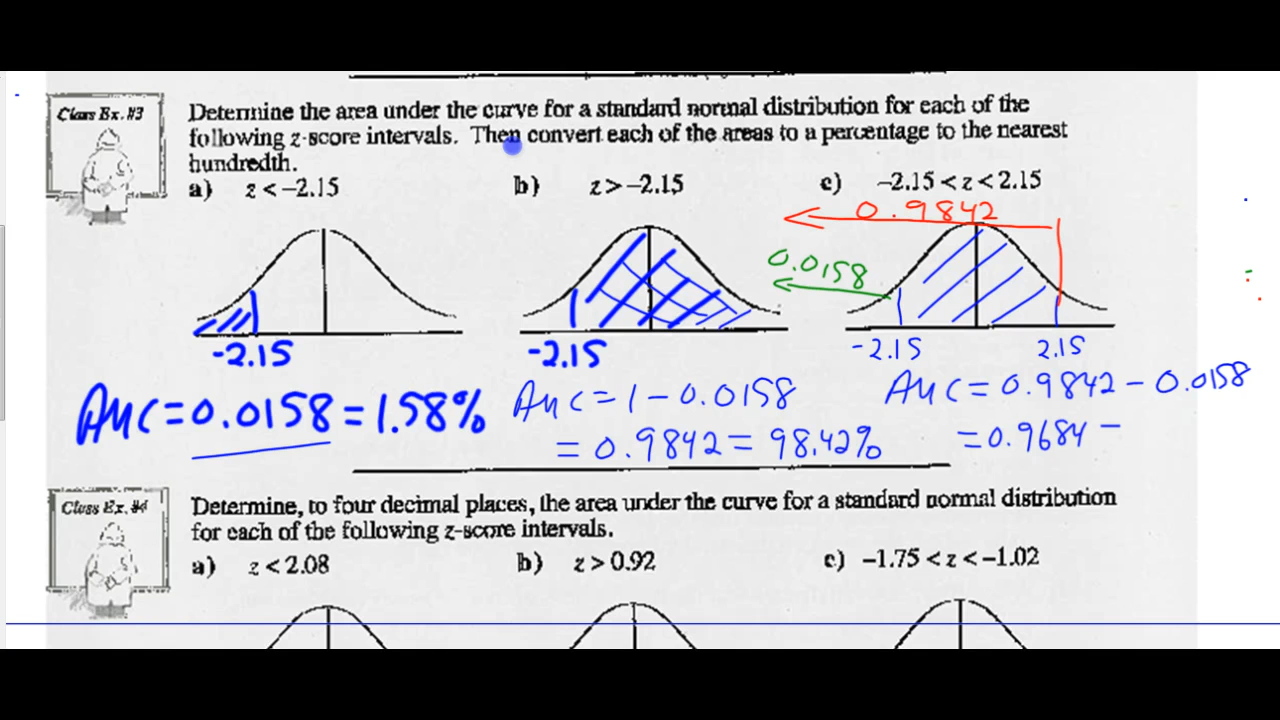 Class Ex. #3
Determine the area under the curve for a standard normal distribution for each of the
following z-score intervals. Then convert each of the areas to a percentage to the nearest
hundredth.
a) z < −2.15 b) z > −2.15 c) −2.15 < z < 2.15
0.9842
0.0158
-2.15 -2.15 -2.15 2.15
AUC = 0.0158 = 1.58% AUC = 1 - 0.0158 AUC = 0.9842 - 0.0158
= 0.9842 = 98.42% = 0.9684 =
Class Ex. #4
Determine, to four decimal places, the area under the curve for a standard normal distribution
for each of the following z-score intervals.
a) z < 2.08 b) z > 0.92 c) −1.75 < z < −1.02